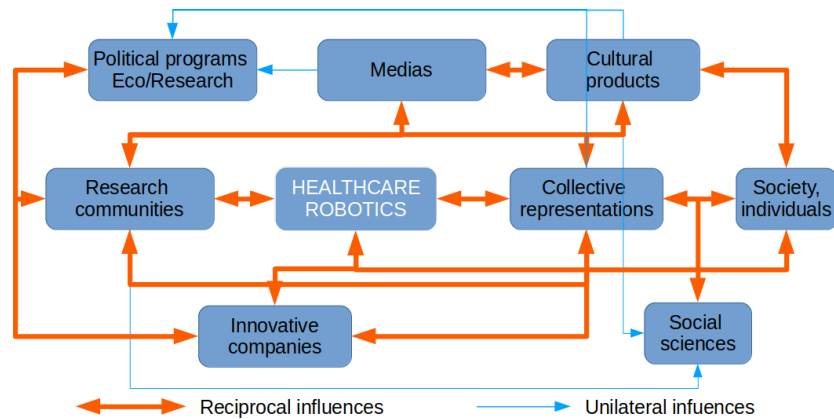 Political programs
Eco/Research
Medias
Cultural
products
Research
communities
HEALTHCARE
ROBOTICS
Collective
representations
Society,
individuals
Innovative
companies
Social
sciences
Reciprocal influences
Unilateral infuences